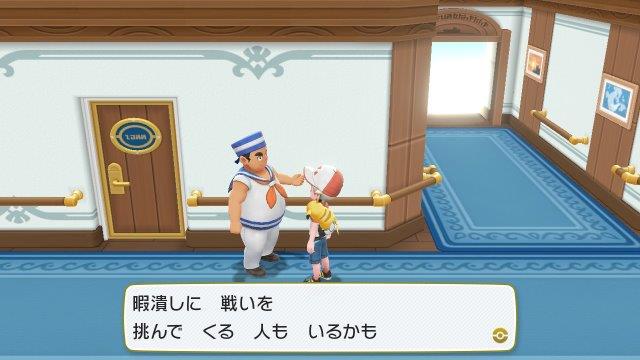 暇潰しに　戦いを
挑んで　くる　人も　いるかも